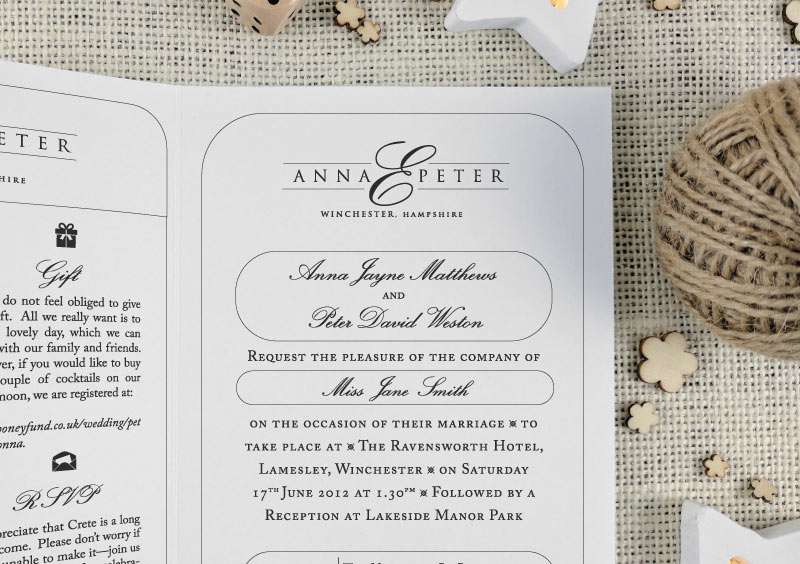 PETER
HIRE
Gift
do not feel obliged to give
ft. All we really want is to
lovely day, which we can
with our family and friends.
er, if you would like to buy
ouple of cocktails on our
moon, we are registered at:
oneyfund.co.uk/wedding/pet
onna.
RSVP
preciate that Crete is a long
come. Please don't worry if
unable to make it—join us
ANNA & PETER
WINCHESTER, HAMPSHIRE
Anna Jayne Matthews
AND
Peter David Weston
REQUEST THE PLEASURE OF THE COMPANY OF
Miss Jane Smith
ON THE OCCASION OF THEIR MARRIAGE ※ TO
TAKE PLACE AT ※ THE RAVENSWORTH HOTEL,
LAMESLEY, WINCHESTER ※ ON SATURDAY
17TH JUNE 2012 AT 1.30PM ※ FOLLOWED BY A
RECEPTION AT LAKESIDE MANOR PARK